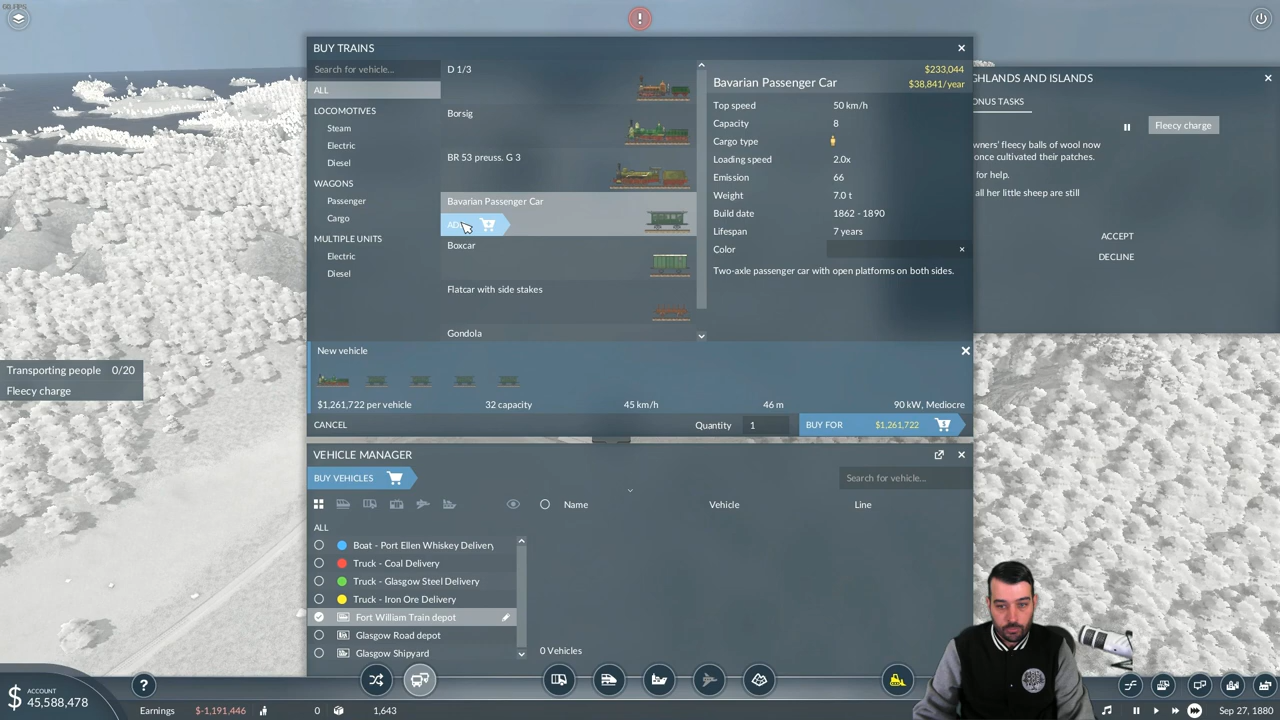 60 FPS
BUY TRAINS
Search for vehicle...
ALL
LOCOMOTIVES
Steam
Electric
Diesel
WAGONS
Passenger
Cargo
MULTIPLE UNITS
Electric
Diesel
D 1/3
Borsig
BR 53 preuss. G 3
Bavarian Passenger Car
Boxcar
Flatcar with side stakes
Gondola
$233,044
Bavarian Passenger Car $38,841/year
Top speed 50 km/h
Capacity 8
Cargo type
Loading speed 2.0x
Emission 66
Weight 7.0 t
Build date 1862 - 1890
Lifespan 7 years
Color
Two-axle passenger car with open platforms on both sides.
GHLANDS AND ISLANDS
ONUS TASKS
Fleecy charge
wners' fleecy balls of wool now
once cultivated their patches.
for help.
all her little sheep are still
ACCEPT
DECLINE
Transporting people 0/20
Fleecy charge
New vehicle
$1,261,722 per vehicle 32 capacity 45 km/h 46 m 90 kW, Mediocre
CANCEL Quantity 1 BUY FOR $1,261,722
VEHICLE MANAGER
BUY VEHICLES
Search for vehicle...
Name Vehicle Line
ALL
Boat - Port Ellen Whiskey Delivery
Truck - Coal Delivery
Truck - Glasgow Steel Delivery
Truck - Iron Ore Delivery
Fort William Train depot
Glasgow Road depot
Glasgow Shipyard
0 Vehicles
ACCOUNT
$ 45,588,478
?
Earnings $-1,191,446 0 1,643
Sep 27, 1880